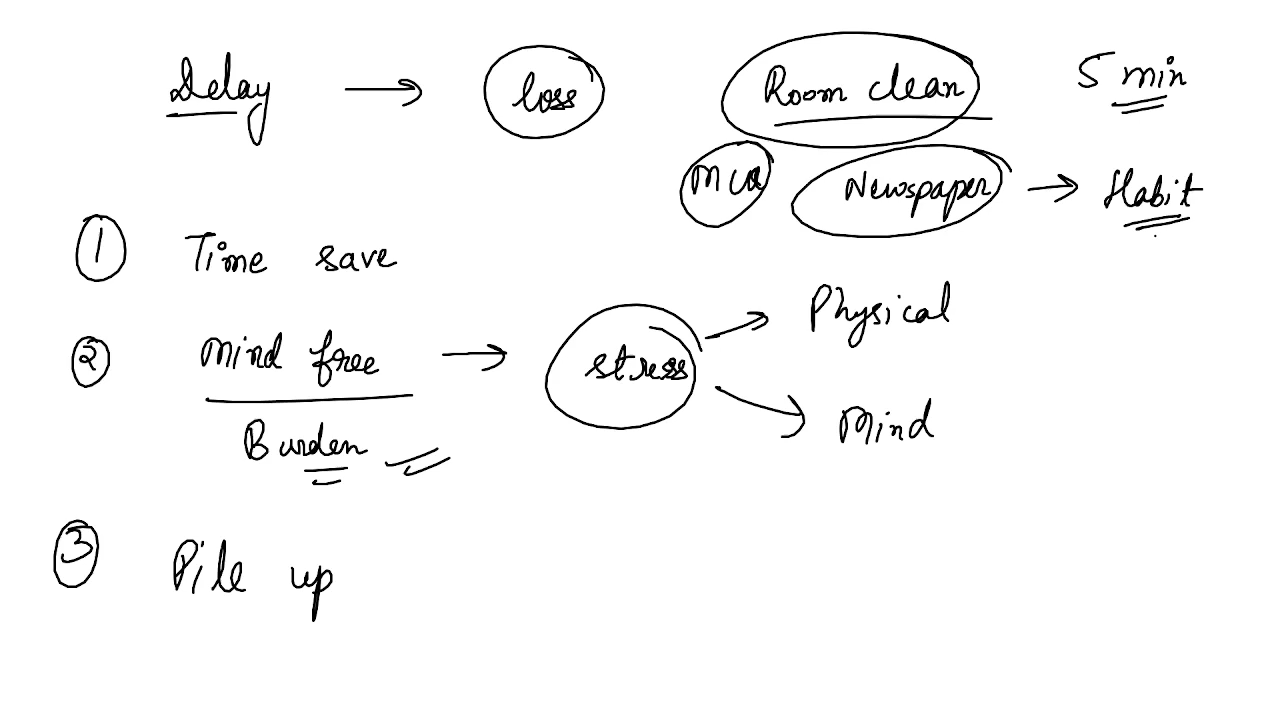 Delay → loss Room clean 5 min
Newspaper → Habit
① Time save
② Mind free → stress → Physical
→ Mind
Burden
③ Pile up